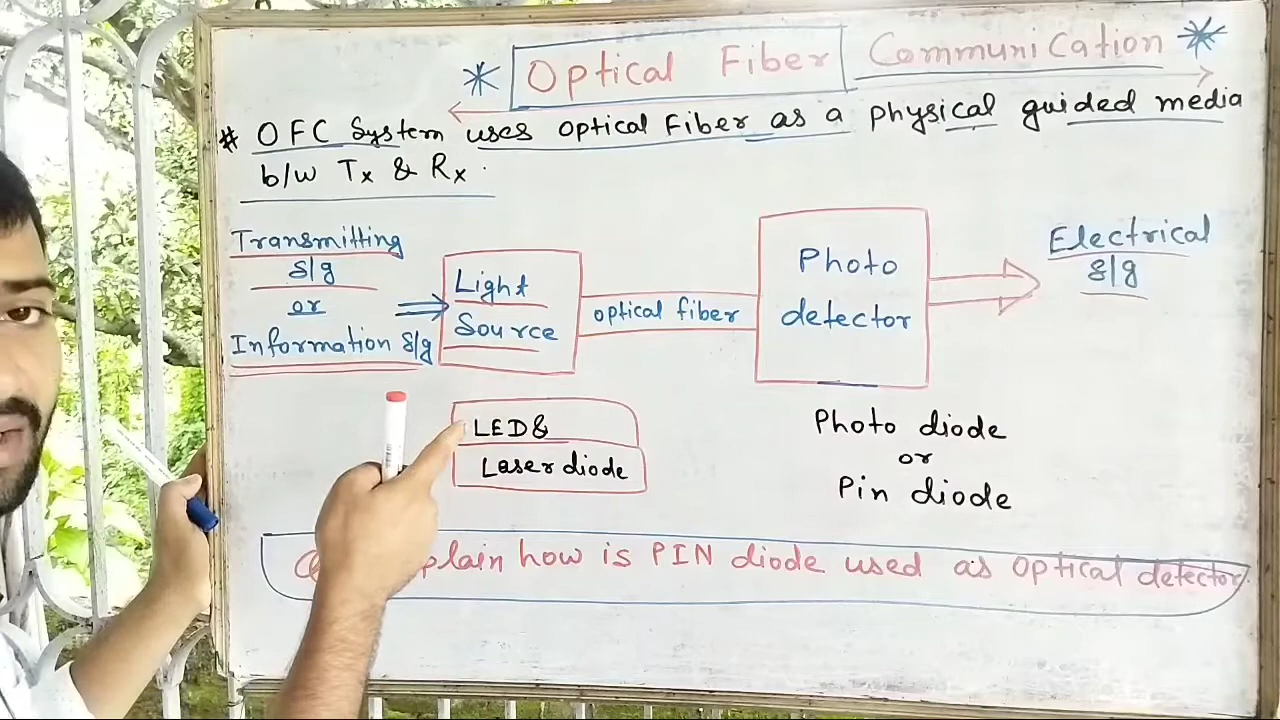 * Optical Fiber Communication *
# OFC System uses optical Fiber as a physical guided media
b/w Tx & Rx.
Transmitting
s/g
or
Information s/g
Light
Source
optical fiber
Photo
detector
Electrical
s/g
LED &
Laser diode
Photo diode
or
Pin diode
plain how is PIN diode used as optical detector.